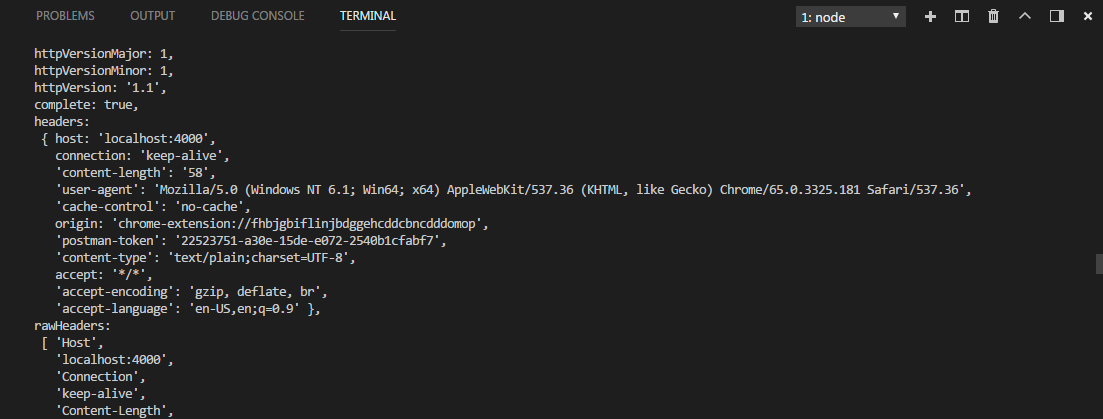 PROBLEMS OUTPUT DEBUG CONSOLE TERMINAL 1: node
httpVersionMajor: 1,
httpVersionMinor: 1,
httpVersion: '1.1',
complete: true,
headers:
{ host: 'localhost:4000',
connection: 'keep-alive',
'content-length': '58',
'user-agent': 'Mozilla/5.0 (Windows NT 6.1; Win64; x64) AppleWebKit/537.36 (KHTML, like Gecko) Chrome/65.0.3325.181 Safari/537.36',
'cache-control': 'no-cache',
origin: 'chrome-extension://fhbjgbiflinjbdggehcddcbncdddomop',
'postman-token': '22523751-a30e-15de-e072-2540b1cfabf7',
'content-type': 'text/plain;charset=UTF-8',
accept: '*/*',
'accept-encoding': 'gzip, deflate, br',
'accept-language': 'en-US,en;q=0.9' },
rawHeaders:
[ 'Host',
'localhost:4000',
'Connection',
'keep-alive',
'Content-Length',